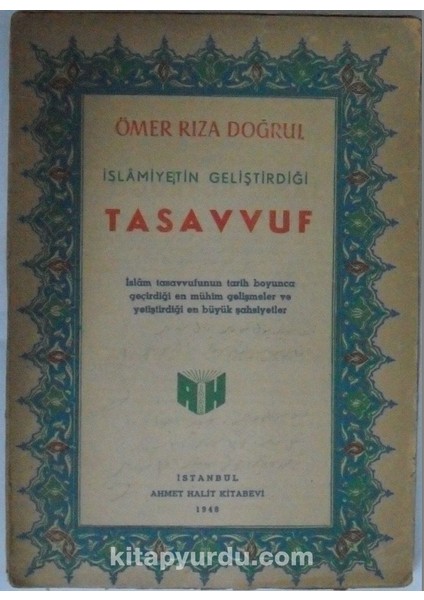 ÖMER RIZA DOĞRUL
İSLÂMİYETİN GELİŞTİRDİĞİ
TASAVVUF
İslâm tasavvufunun tarih boyunca
geçirdiği en mühim gelişmeler ve
yetiştirdiği en büyük şahsiyetler
AH
İSTANBUL
AHMET HALİT KİTABEVİ
1948
kitapyurdu.com